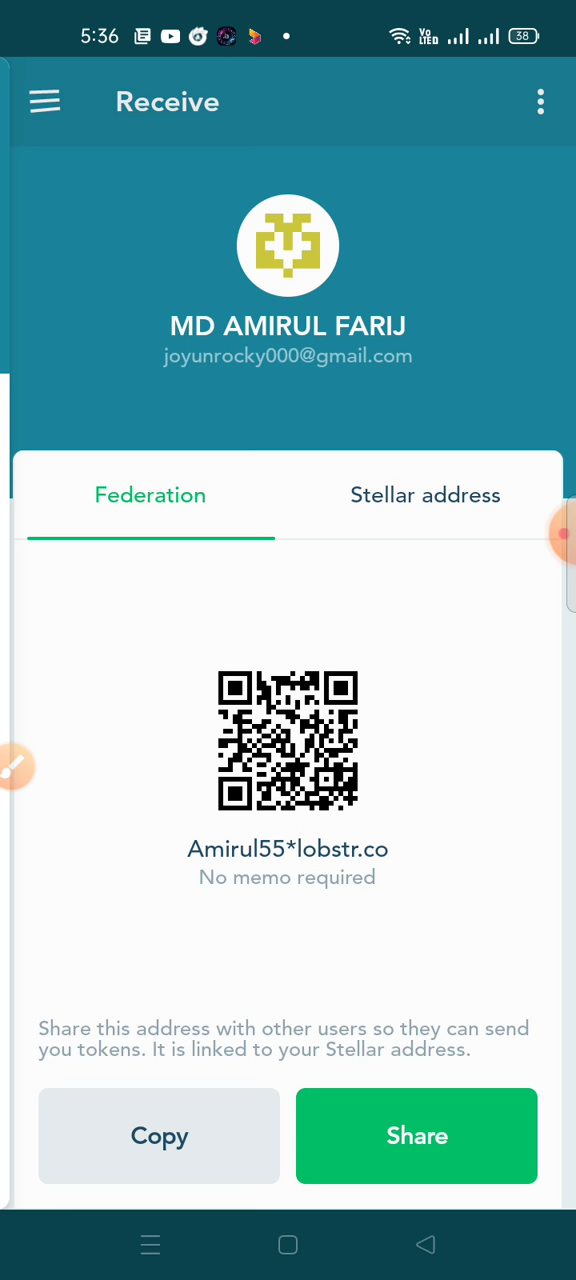 5:36
VoLTED
38
Receive
MD AMIRUL FARIJ
joyunrocky000@gmail.com
Federation
Stellar address
Amirul55*lobstr.co
No memo required
Share this address with other users so they can send
you tokens. It is linked to your Stellar address.
Copy
Share